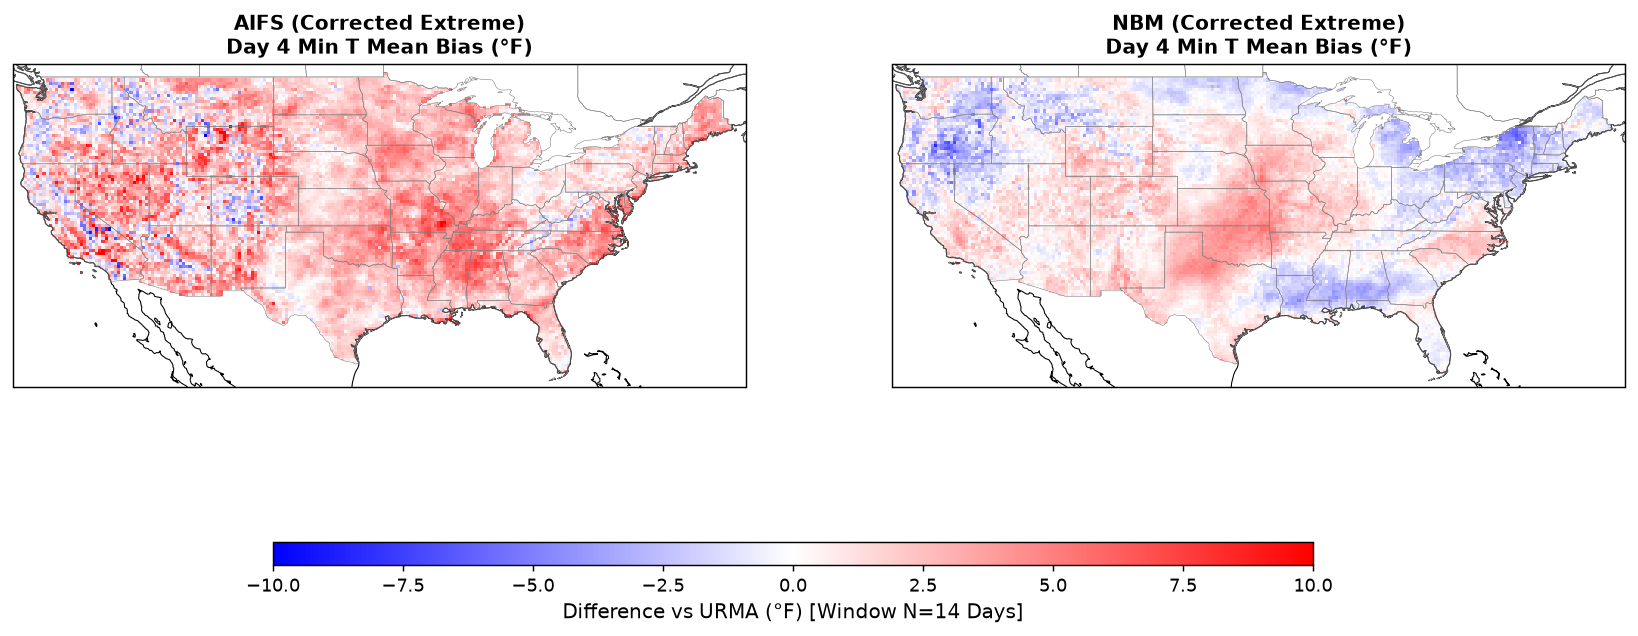 AIFS (Corrected Extreme)
Day 4 Min T Mean Bias (°F)
NBM (Corrected Extreme)
Day 4 Min T Mean Bias (°F)
−10.0 −7.5 −5.0 −2.5 0.0 2.5 5.0 7.5 10.0
Difference vs URMA (°F) [Window N=14 Days]